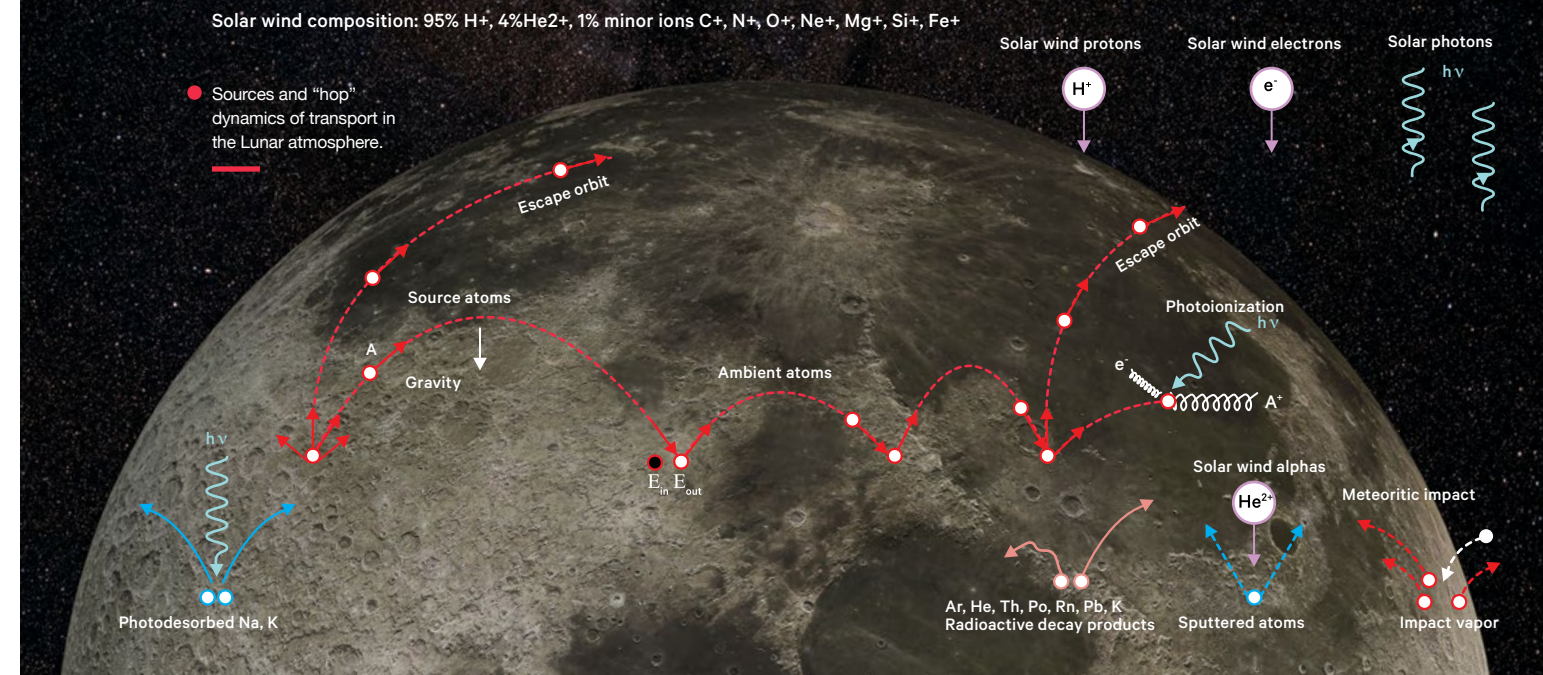 Solar wind composition: 95% H+, 4%He2+, 1% minor ions C+, N+, O+, Ne+, Mg+, Si+, Fe+
Solar wind protons
Solar wind electrons
Solar photons
H+
e-
hν
Sources and “hop”
dynamics of transport in
the Lunar atmosphere.
Escape orbit
Escape orbit
Source atoms
A
Gravity
Ambient atoms
Photoionization
hν
e-
A+
hν
Ein Eout
Solar wind alphas
He2+
Meteoritic impact
Photodesorbed Na, K
Ar, He, Th, Po, Rn, Pb, K
Radioactive decay products
Sputtered atoms
Impact vapor